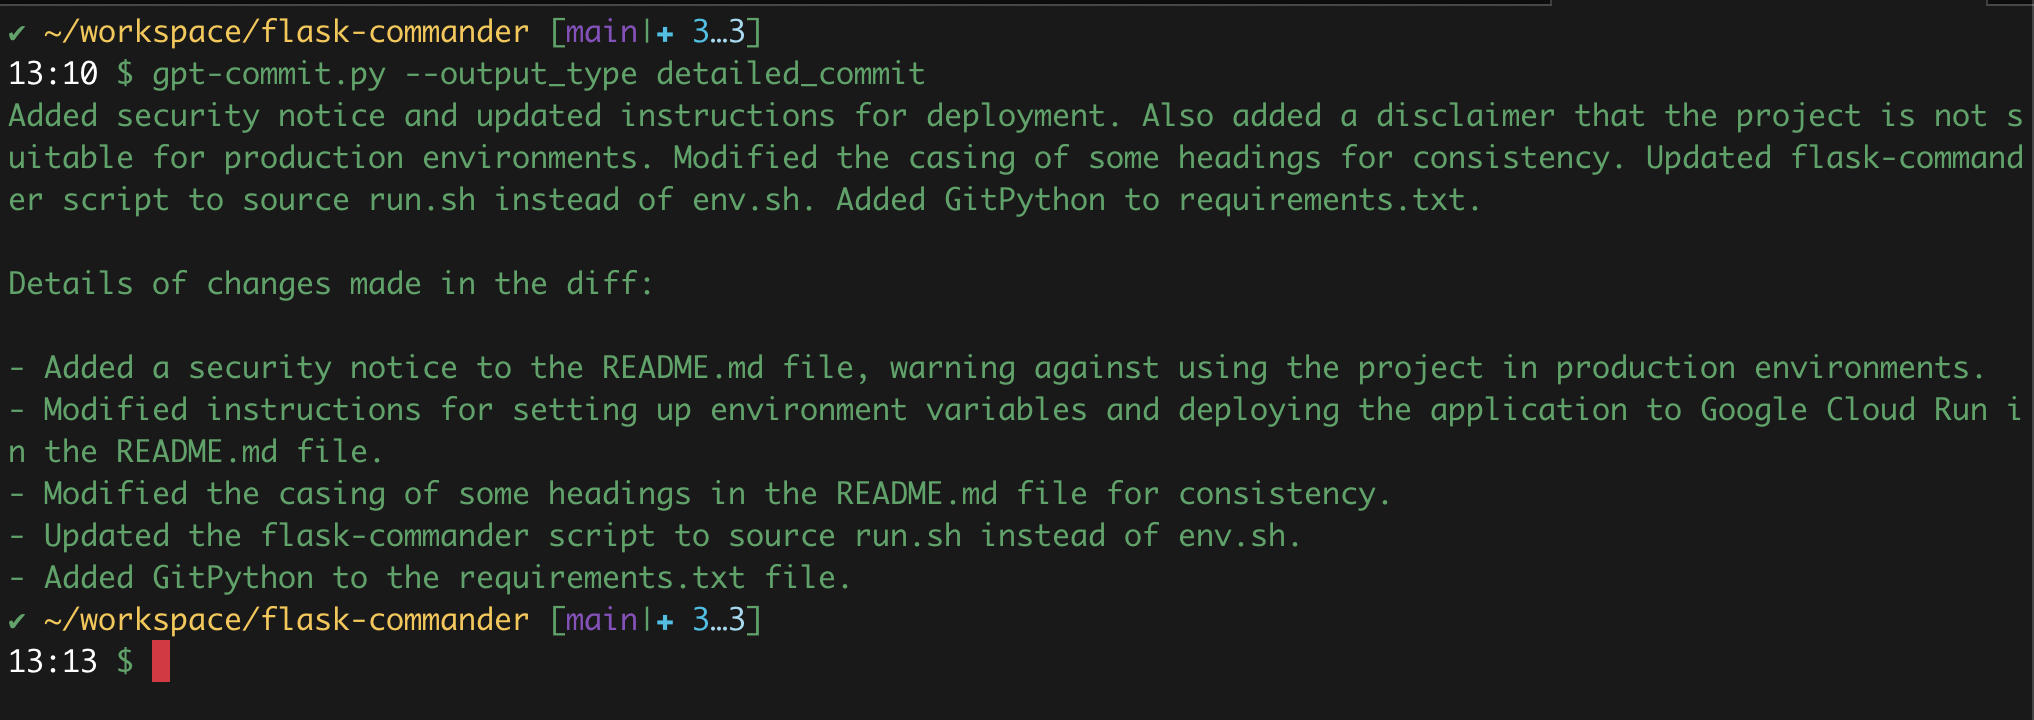 ✔ ~/workspace/flask-commander [main|✚ 3…3]
13:10 $ gpt-commit.py --output_type detailed_commit
Added security notice and updated instructions for deployment. Also added a disclaimer that the project is not s
uitable for production environments. Modified the casing of some headings for consistency. Updated flask-command
er script to source run.sh instead of env.sh. Added GitPython to requirements.txt.
Details of changes made in the diff:
- Added a security notice to the README.md file, warning against using the project in production environments.
- Modified instructions for setting up environment variables and deploying the application to Google Cloud Run i
n the README.md file.
- Modified the casing of some headings in the README.md file for consistency.
- Updated the flask-commander script to source run.sh instead of env.sh.
- Added GitPython to the requirements.txt file.
✔ ~/workspace/flask-commander [main|✚ 3…3]
13:13 $